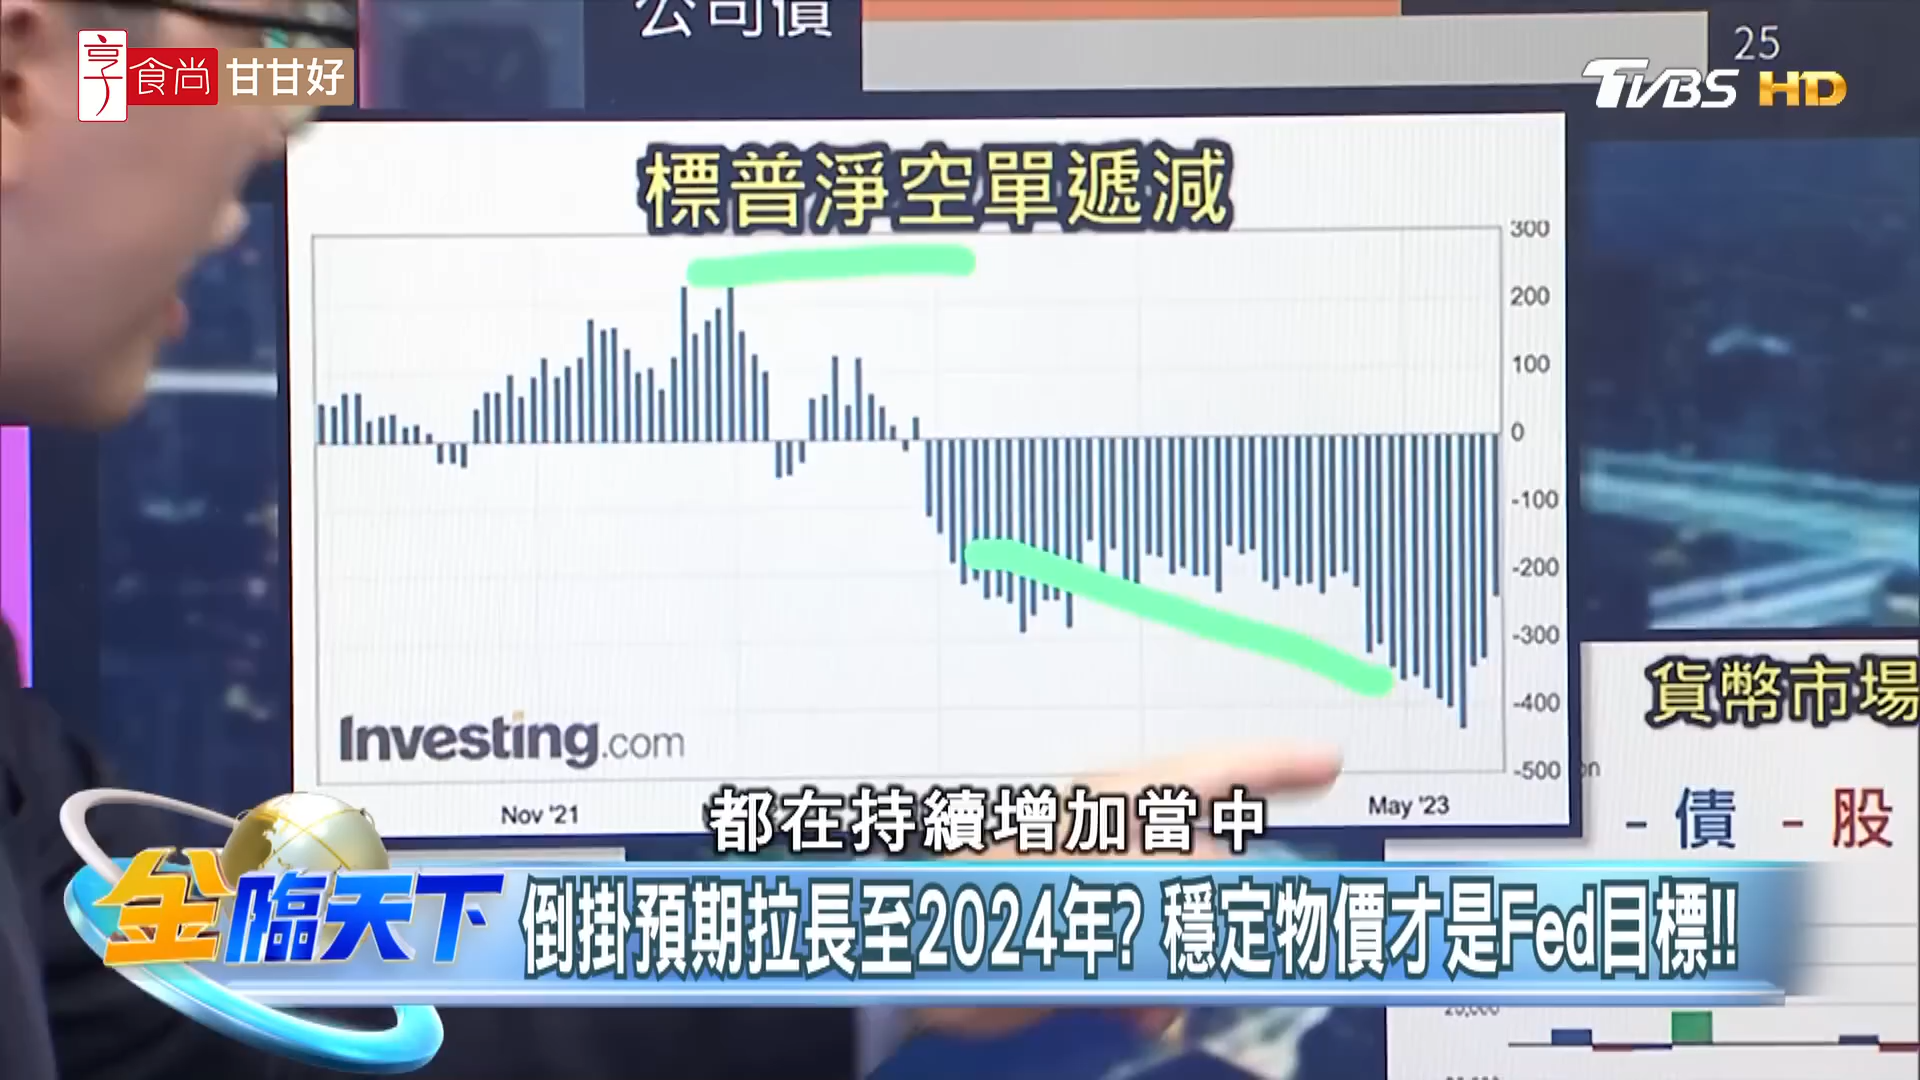 公司債
25
享食尚 甘甘好
TVBS HD
標普淨空單遞減
300
200
100
0
-100
-200
-300
-400
-500
Investing.com
Nov '21
May '23
貨幣市場
- 債 - 股
都在持續增加當中
金臨天下
倒掛預期拉長至2024年? 穩定物價才是Fed目標!!